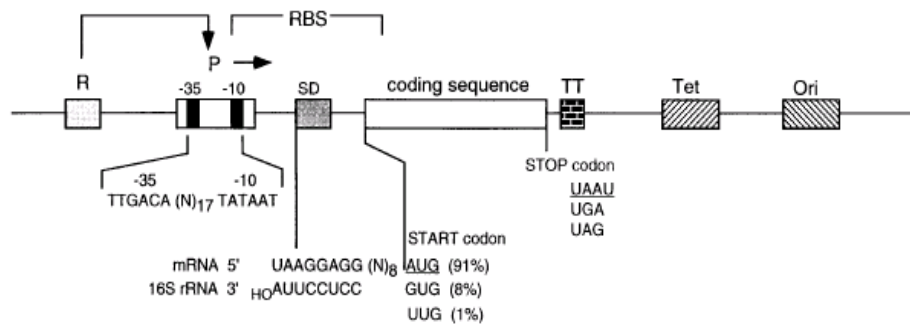 RBS
P
R
-35 -10 SD coding sequence TT Tet Ori
-35 -10
TTGACA (N)17 TATAAT
STOP codon
UAAU
UGA
UAG
START codon
mRNA 5' UAAGGAGG (N)8 AUG (91%)
16S rRNA 3' HOAUUCCUCC GUG (8%)
UUG (1%)